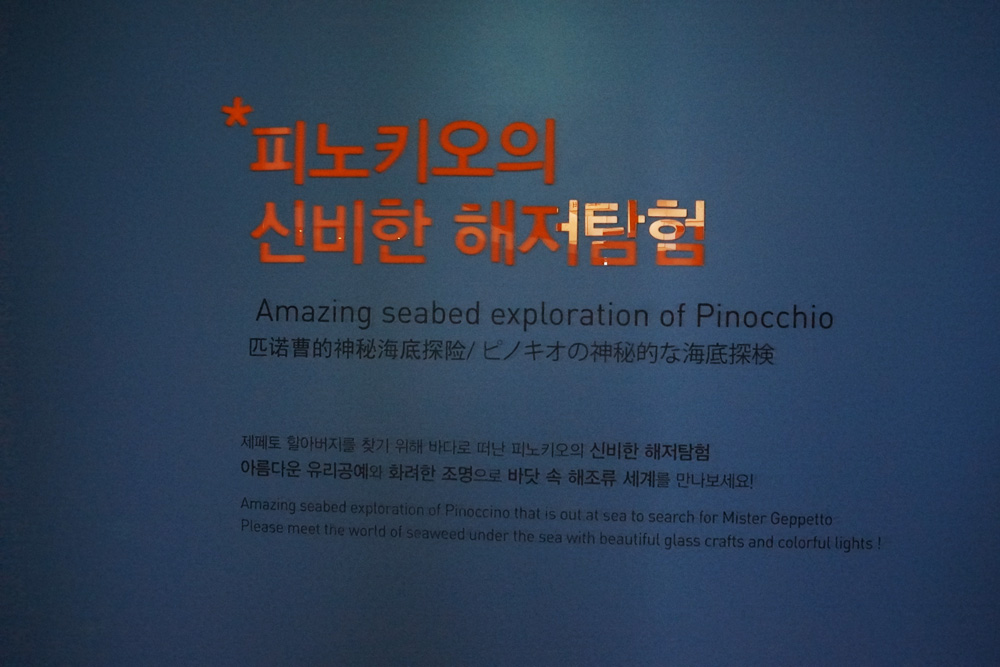 *피노키오의
신비한 해저탐험
Amazing seabed exploration of Pinocchio
匹诺曹的神秘海底探险/ ピノキオの神秘的な海底探検
제페토 할아버지를 찾기 위해 바다로 떠난 피노키오의 신비한 해저탐험
아름다운 유리공예와 화려한 조명으로 바닷 속 해조류 세계를 만나보세요!
Amazing seabed exploration of Pinoccino that is out at sea to search for Mister Geppetto
Please meet the world of seaweed under the sea with beautiful glass crafts and colorful lights !